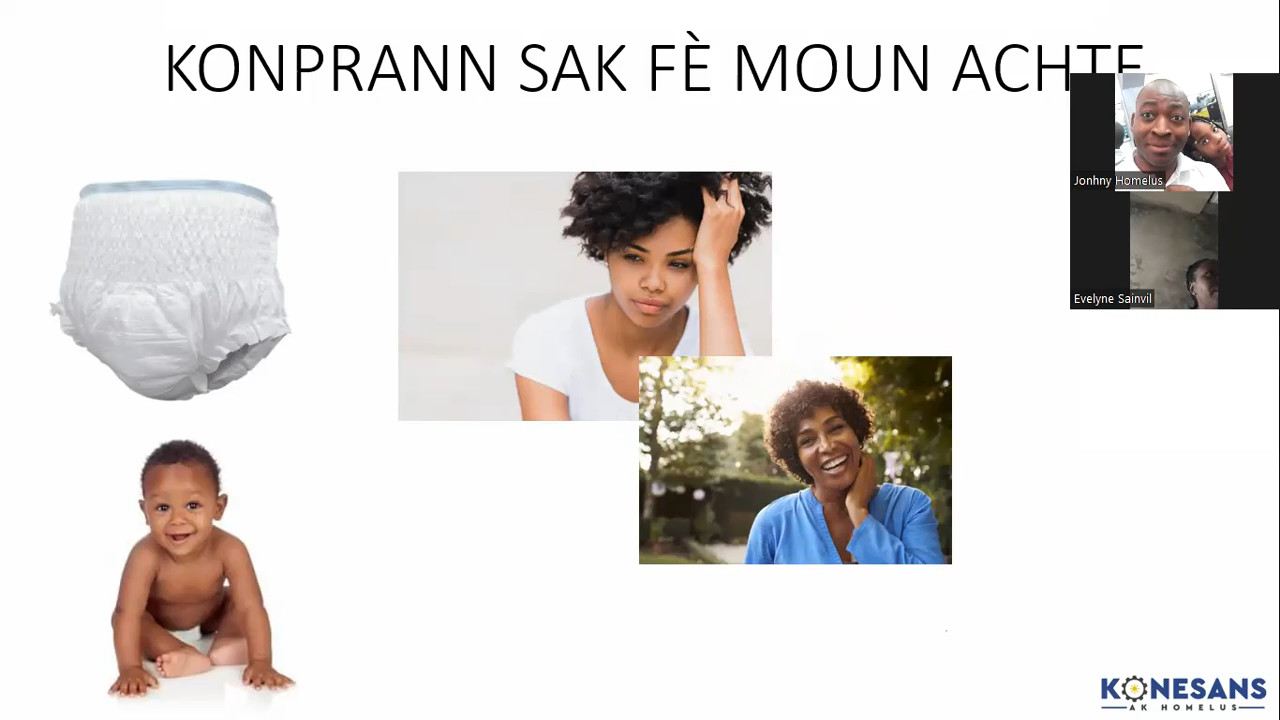 KONPRANN SAK FÈ MOUN ACHTE
Jonhny Homelus
Evelyne Sainvil
KONESANS
AK HOMELUS